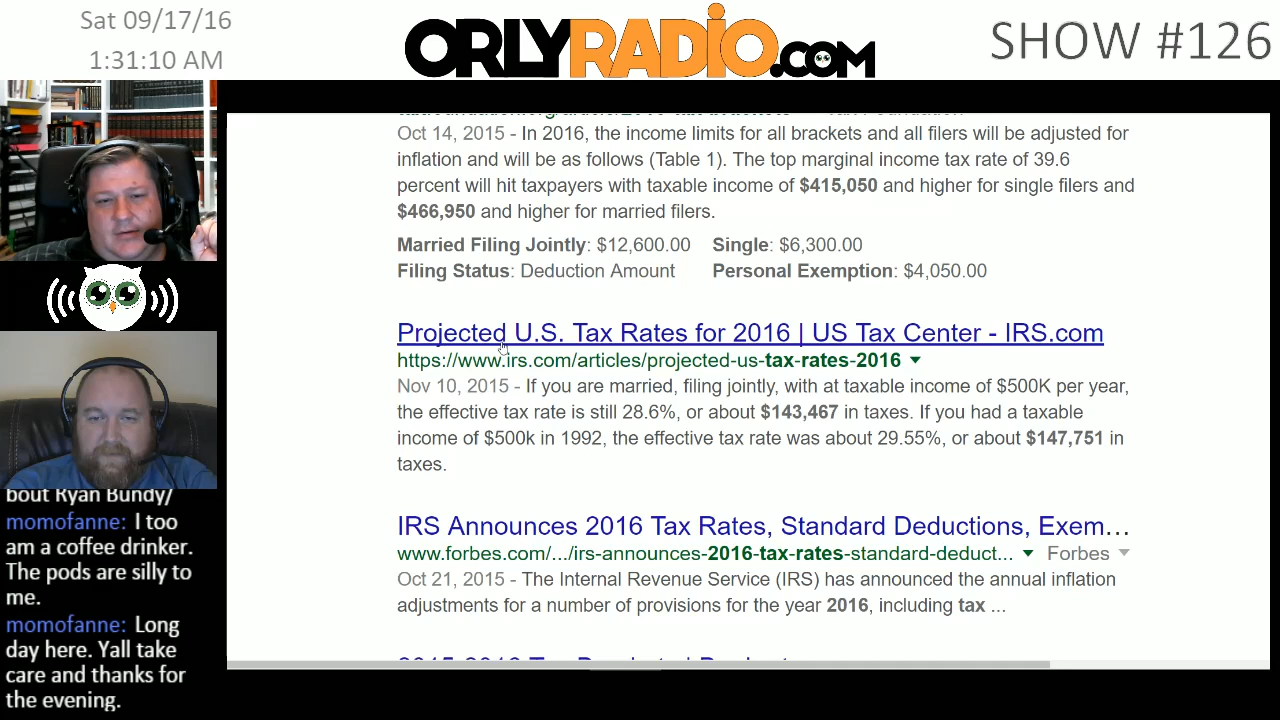 Sat 09/17/16
1:31:10 AM
ORLYRADiO.COM
SHOW #126
Oct 14, 2015 - In 2016, the income limits for all brackets and all filers will be adjusted for
inflation and will be as follows (Table 1). The top marginal income tax rate of 39.6
percent will hit taxpayers with taxable income of $415,050 and higher for single filers and
$466,950 and higher for married filers.
Married Filing Jointly: $12,600.00 Single: $6,300.00
Filing Status: Deduction Amount Personal Exemption: $4,050.00
Projected U.S. Tax Rates for 2016 | US Tax Center - IRS.com
https://www.irs.com/articles/projected-us-tax-rates-2016
Nov 10, 2015 - If you are married, filing jointly, with at taxable income of $500K per year,
the effective tax rate is still 28.6%, or about $143,467 in taxes. If you had a taxable
income of $500k in 1992, the effective tax rate was about 29.55%, or about $147,751 in
taxes.
IRS Announces 2016 Tax Rates, Standard Deductions, Exem...
www.forbes.com/.../irs-announces-2016-tax-rates-standard-deduct... Forbes
Oct 21, 2015 - The Internal Revenue Service (IRS) has announced the annual inflation
adjustments for a number of provisions for the year 2016, including tax ...
bout Ryan Bundy/
momofanne: I too
am a coffee drinker.
The pods are silly to
me.
momofanne: Long
day here. Yall take
care and thanks for
the evening.